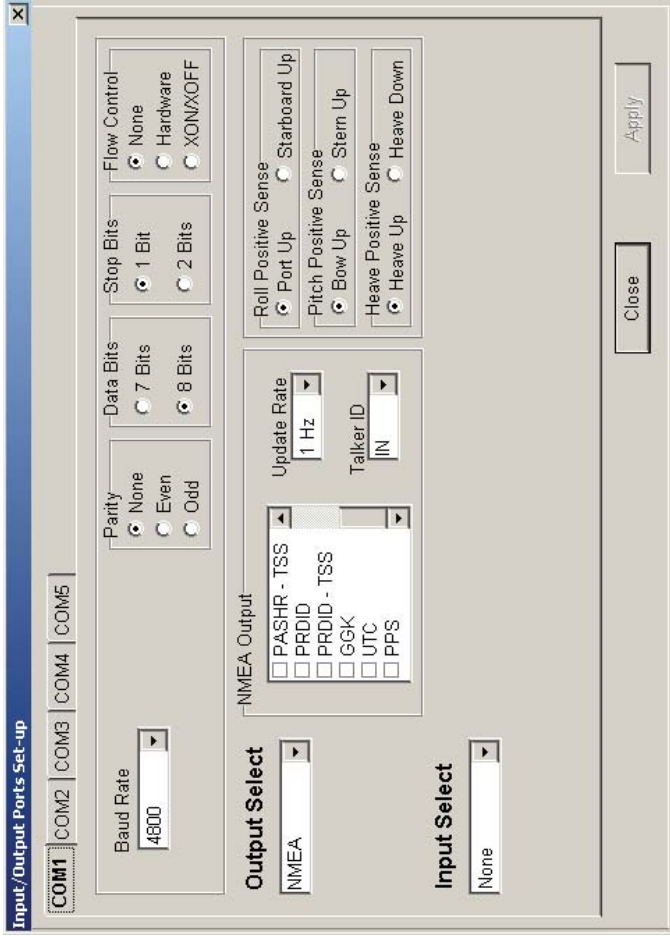 Input/Output Ports Set-up
COM1 COM2 COM3 COM4 COM5
Baud Rate
4800
Parity
None
Even
Odd
Data Bits
7 Bits
8 Bits
Stop Bits
1 Bit
2 Bits
Flow Control
None
Hardware
XON/XOFF
Output Select
NMEA
NMEA Output
PASHR - TSS
PRDID
PRDID - TSS
GGK
UTC
PPS
Update Rate
1 Hz
Talker ID
IN
Roll Positive Sense
Port Up Starboard Up
Pitch Positive Sense
Bow Up Stern Up
Heave Positive Sense
Heave Up Heave Down
Input Select
None
Close Apply